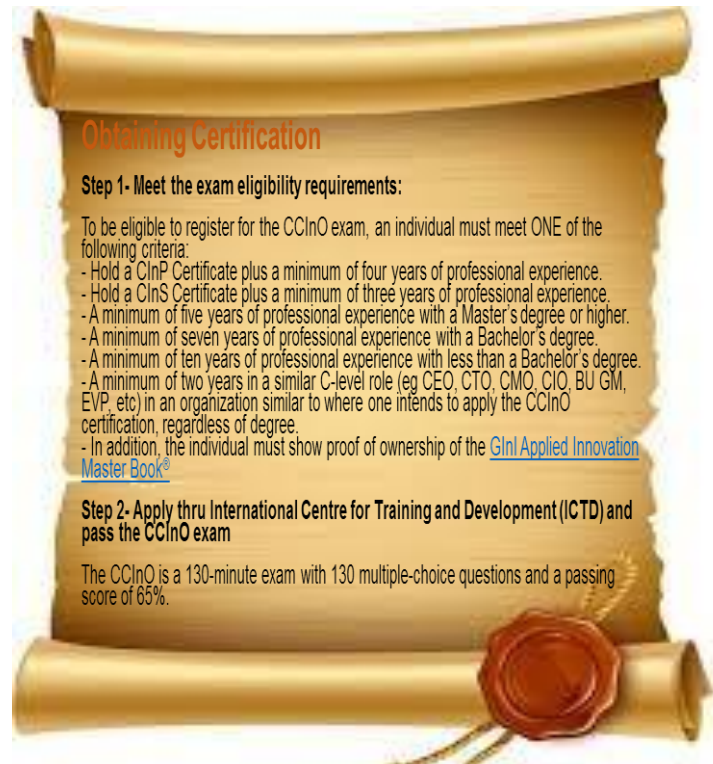 Obtaining Certification
Step 1- Meet the exam eligibility requirements:
To be eligible to register for the CCInO exam, an individual must meet ONE of the
following criteria:
- Hold a CInP Certificate plus a minimum of four years of professional experience.
- Hold a CInS Certificate plus a minimum of three years of professional experience.
- A minimum of five years of professional experience with a Master's degree or higher.
- A minimum of seven years of professional experience with a Bachelor's degree.
- A minimum of ten years of professional experience with less than a Bachelor's degree.
- A minimum of two years in a similar C-level role (eg CEO, CTO, CMO, CIO, BU GM,
EVP, etc) in an organization similar to where one intends to apply the CCInO
certification, regardless of degree.
- In addition, the individual must show proof of ownership of the GInI Applied Innovation
Master Book®
Step 2- Apply thru International Centre for Training and Development (ICTD) and
pass the CCInO exam
The CCInO is a 130-minute exam with 130 multiple-choice questions and a passing
score of 65%.